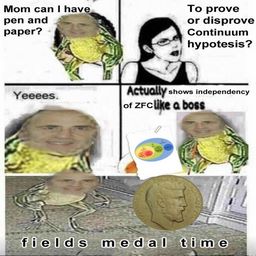 Mom can I have
pen and
paper?
To prove
or disprove
Continuum
hypotesis?
Yeeees.
Actually shows independency
of ZFC like a boss
fields medal time